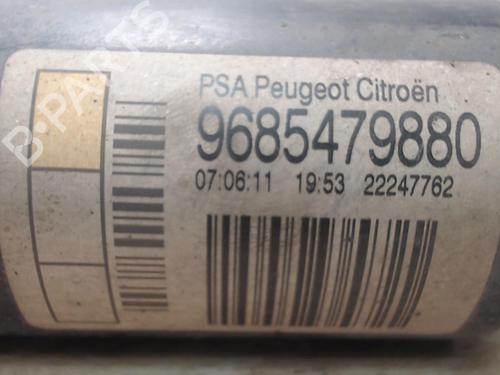 PSA Peugeot Citroën
9685479880
07:06:11 19:53 22247762
B-PARTS